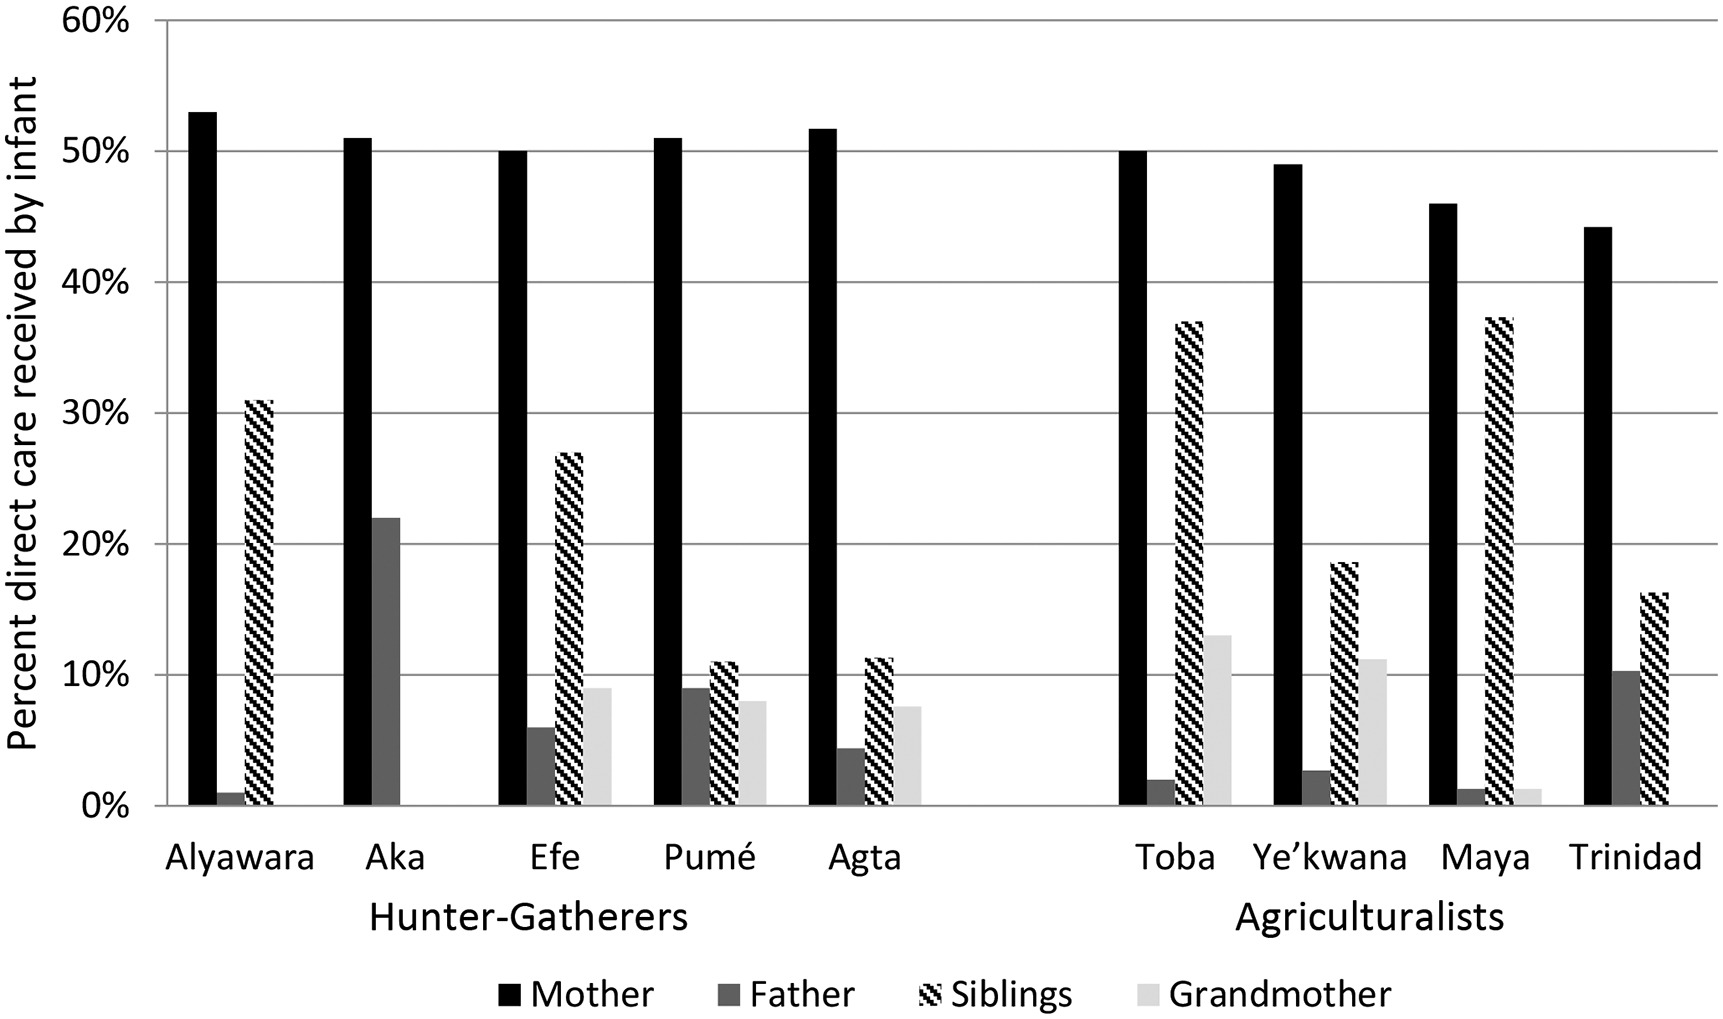 60%
50%
40%
30%
20%
10%
0%
Percent direct care received by infant
Alyawara Aka Efe Pumé Agta Toba Ye’kwana Maya Trinidad
Hunter-Gatherers Agriculturalists
Mother Father Siblings Grandmother